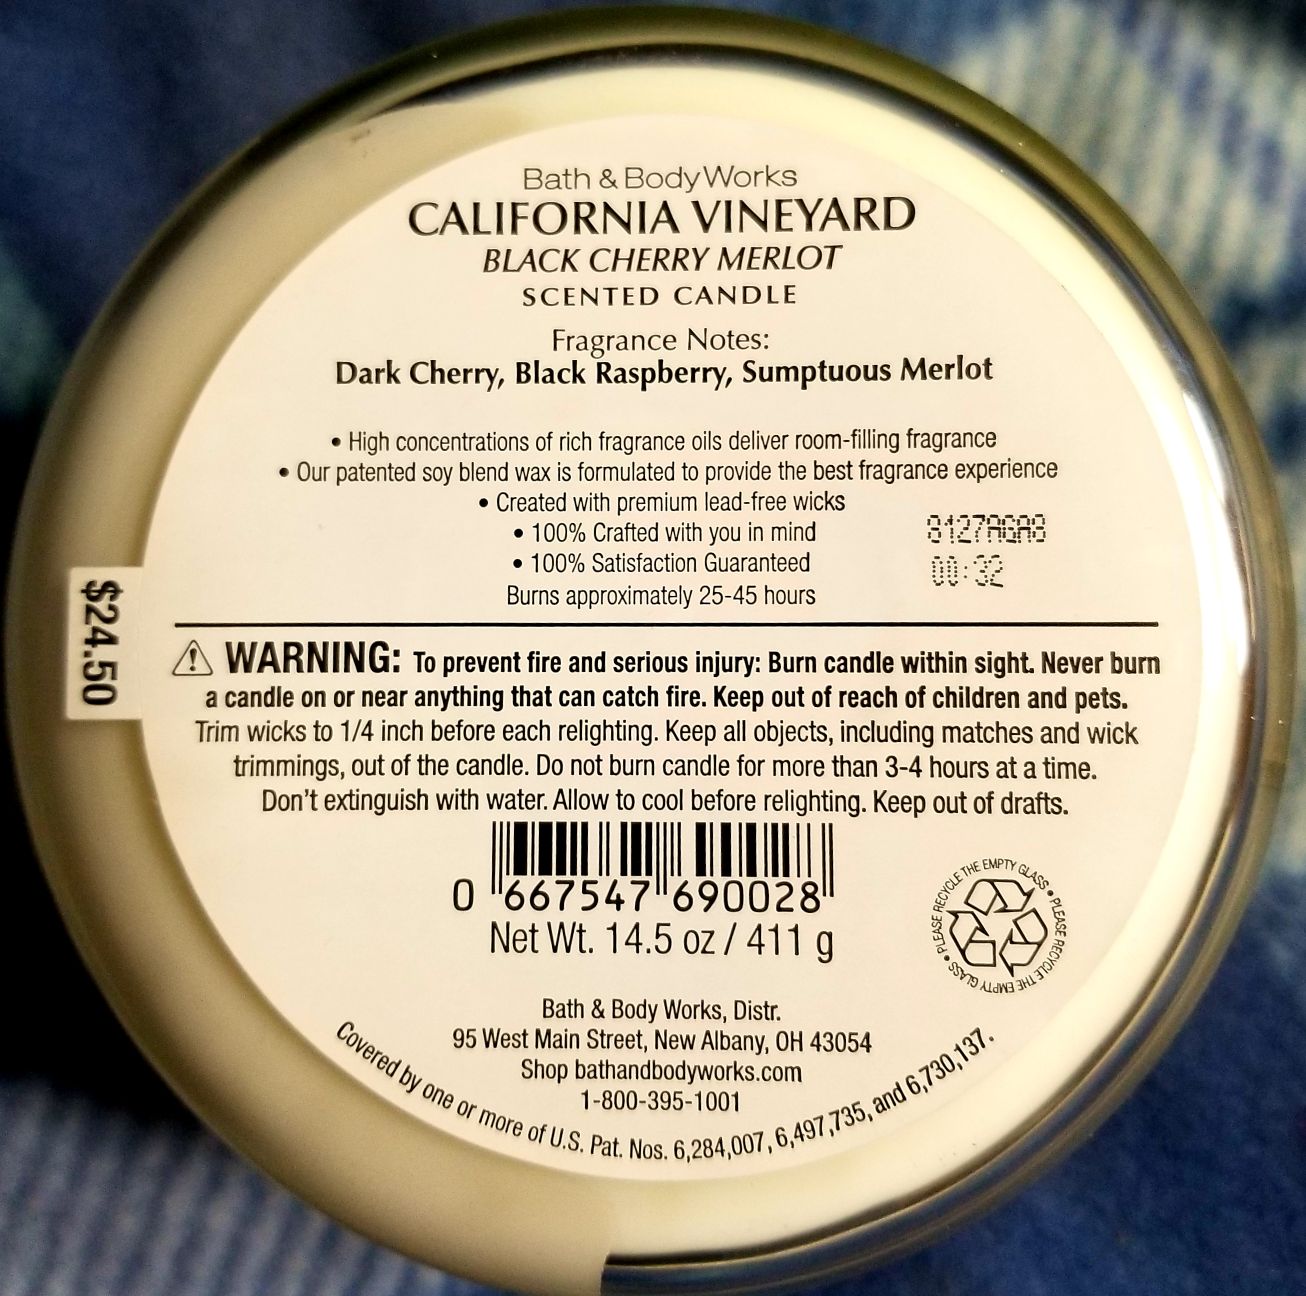 Bath & Body Works
CALIFORNIA VINEYARD
BLACK CHERRY MERLOT
SCENTED CANDLE
Fragrance Notes:
Dark Cherry, Black Raspberry, Sumptuous Merlot
• High concentrations of rich fragrance oils deliver room-filling fragrance
• Our patented soy blend wax is formulated to provide the best fragrance experience
• Created with premium lead-free wicks
• 100% Crafted with you in mind
• 100% Satisfaction Guaranteed
Burns approximately 25-45 hours
8127AGA8
00:32
$24.50
⚠ WARNING: To prevent fire and serious injury: Burn candle within sight. Never burn
a candle on or near anything that can catch fire. Keep out of reach of children and pets.
Trim wicks to 1/4 inch before each relighting. Keep all objects, including matches and wick
trimmings, out of the candle. Do not burn candle for more than 3-4 hours at a time.
Don't extinguish with water. Allow to cool before relighting. Keep out of drafts.
0 667547 690028
Net Wt. 14.5 oz / 411 g
PLEASE RECYCLE THE EMPTY GLASS • PLEASE RECYCLE THE EMPTY GLASS •
Bath & Body Works, Distr.
95 West Main Street, New Albany, OH 43054
Shop bathandbodyworks.com
1-800-395-1001
Covered by one or more of U.S. Pat. Nos. 6,284,007, 6,497,735, and 6,730,137.